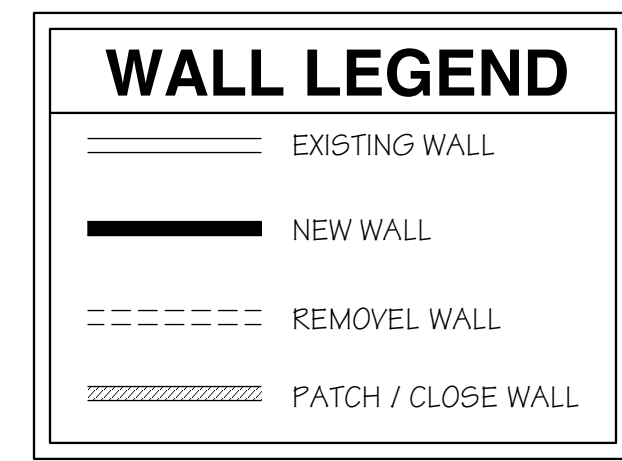 WALL LEGEND
EXISTING WALL
NEW WALL
REMOVEL WALL
PATCH / CLOSE WALL